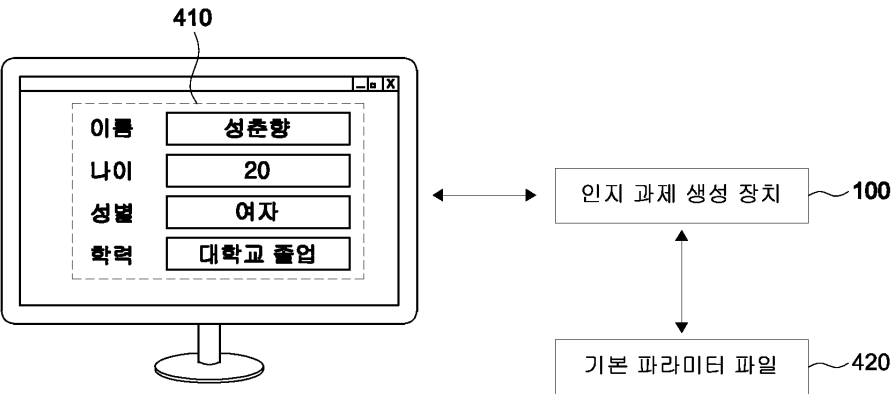 410
X
이름 성춘향
나이 20
성별 여자
학력 대학교 졸업
인지 과제 생성 장치 100
기본 파라미터 파일 420